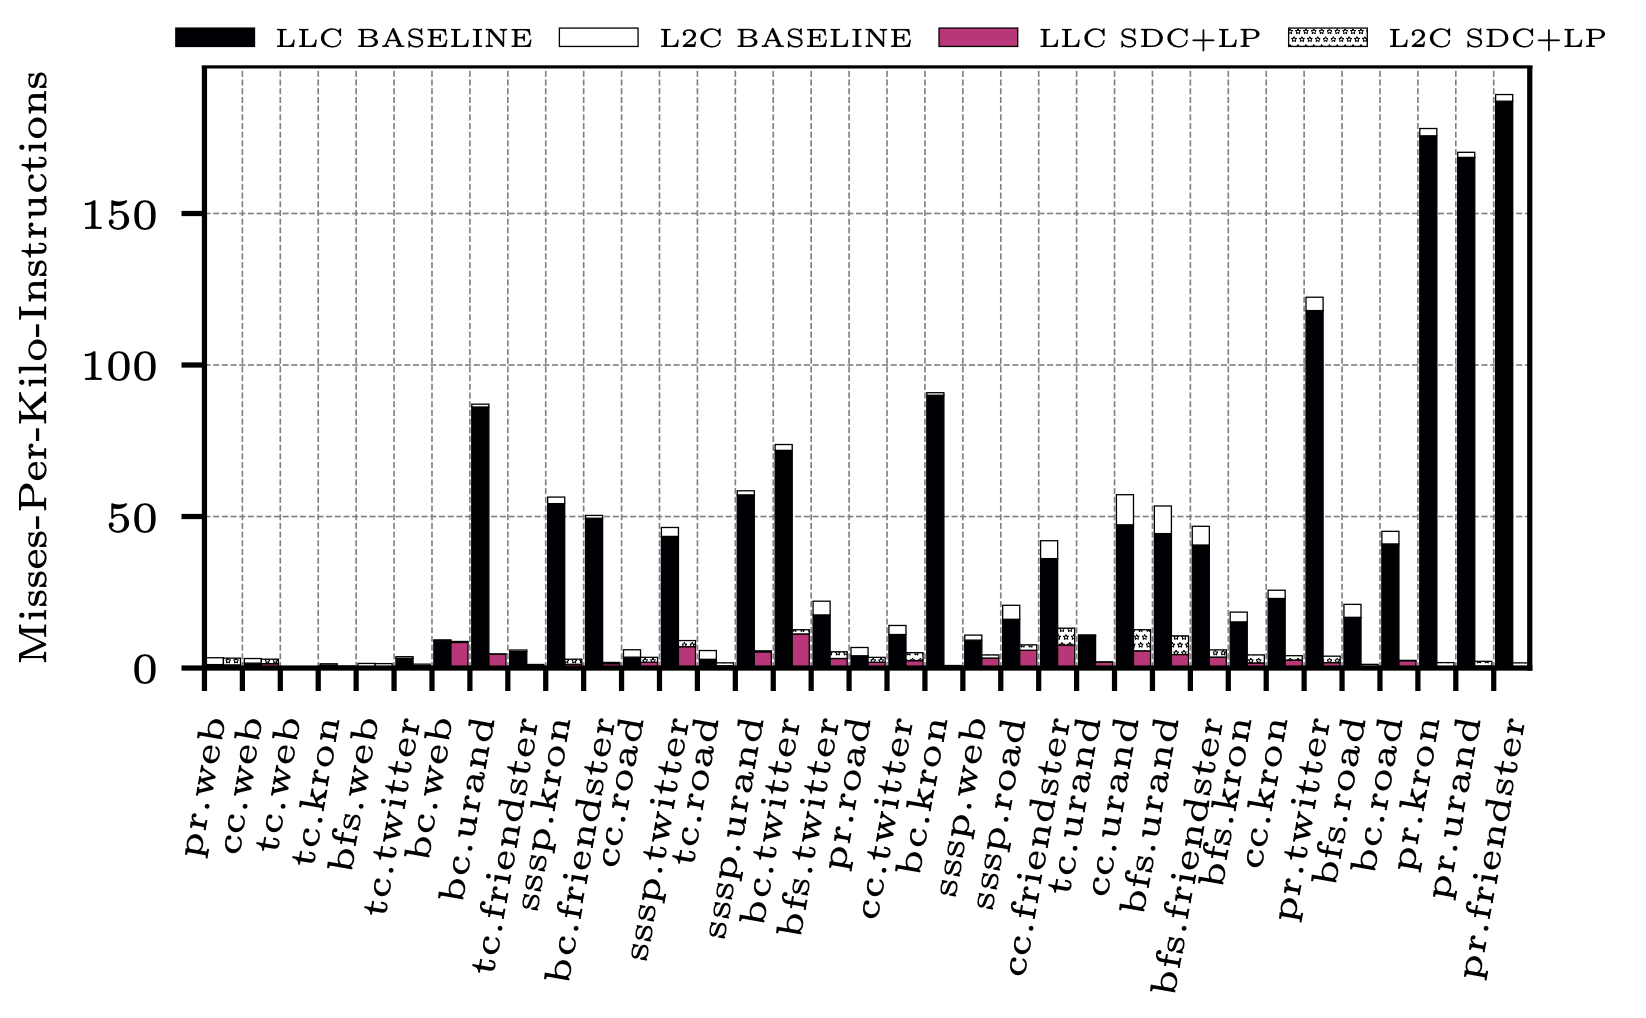 LLC BASELINE L2C BASELINE LLC SDC+LP L2C SDC+LP
Misses-Per-Kilo-Instructions
150
100
50
0
pr.web
cc.web
tc.web
tc.kron
bfs.web
tc.twitter
bc.web
bc.urand
tc.friendster
sssp.kron
bc.friendster
cc.road
sssp.twitter
tc.road
sssp.urand
bc.twitter
bfs.twitter
pr.road
cc.twitter
bc.kron
sssp.web
sssp.road
cc.friendster
tc.urand
cc.urand
bfs.urand
bfs.friendster
bfs.kron
cc.kron
pr.twitter
bfs.road
bc.road
pr.kron
pr.urand
pr.friendster